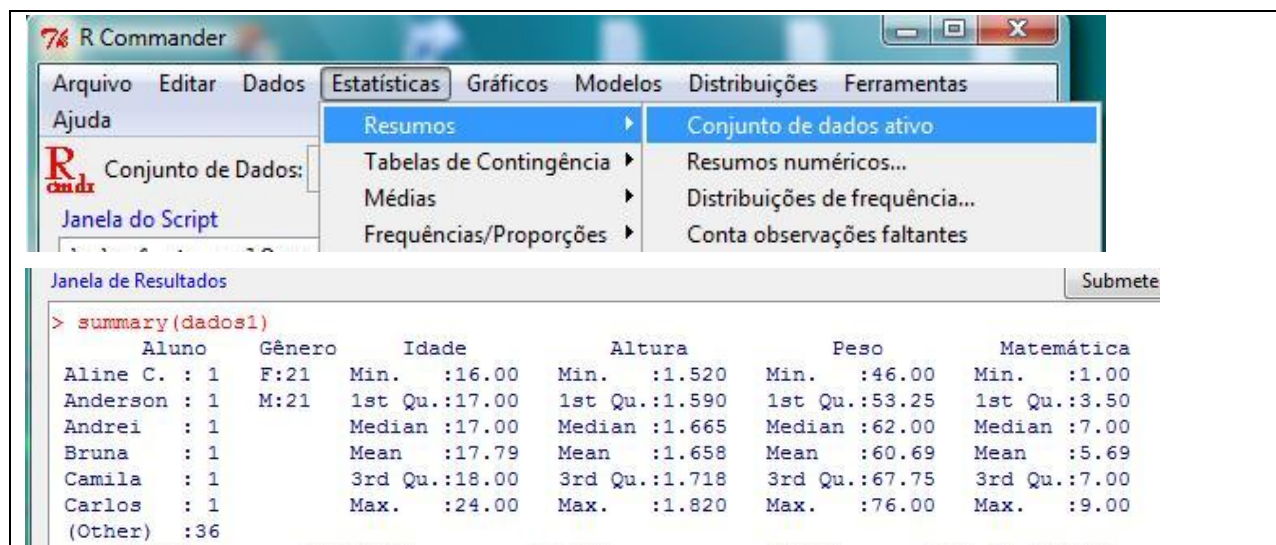 R Commander
Arquivo Editar Dados Estatísticas Gráficos Modelos Distribuições Ferramentas
Ajuda
Resumos Conjunto de dados ativo
R Cmdr Conjunto de Dados:
Tabelas de Contingência Resumos numéricos...
Médias Distribuições de frequência...
Janela do Script
Frequências/Proporções Conta observações faltantes
Janela de Resultados Submete
> summary(dados1)
Aluno Gênero Idade Altura Peso Matemática
Aline C. : 1 F:21 Min. :16.00 Min. :1.520 Min. :46.00 Min. :1.00
Anderson : 1 M:21 1st Qu.:17.00 1st Qu.:1.590 1st Qu.:53.25 1st Qu.:3.50
Andrei : 1 Median :17.00 Median :1.665 Median :62.00 Median :7.00
Bruna : 1 Mean :17.79 Mean :1.658 Mean :60.69 Mean :5.69
Camila : 1 3rd Qu.:18.00 3rd Qu.:1.718 3rd Qu.:67.75 3rd Qu.:7.00
Carlos : 1 Max. :24.00 Max. :1.820 Max. :76.00 Max. :9.00
(Other) :36